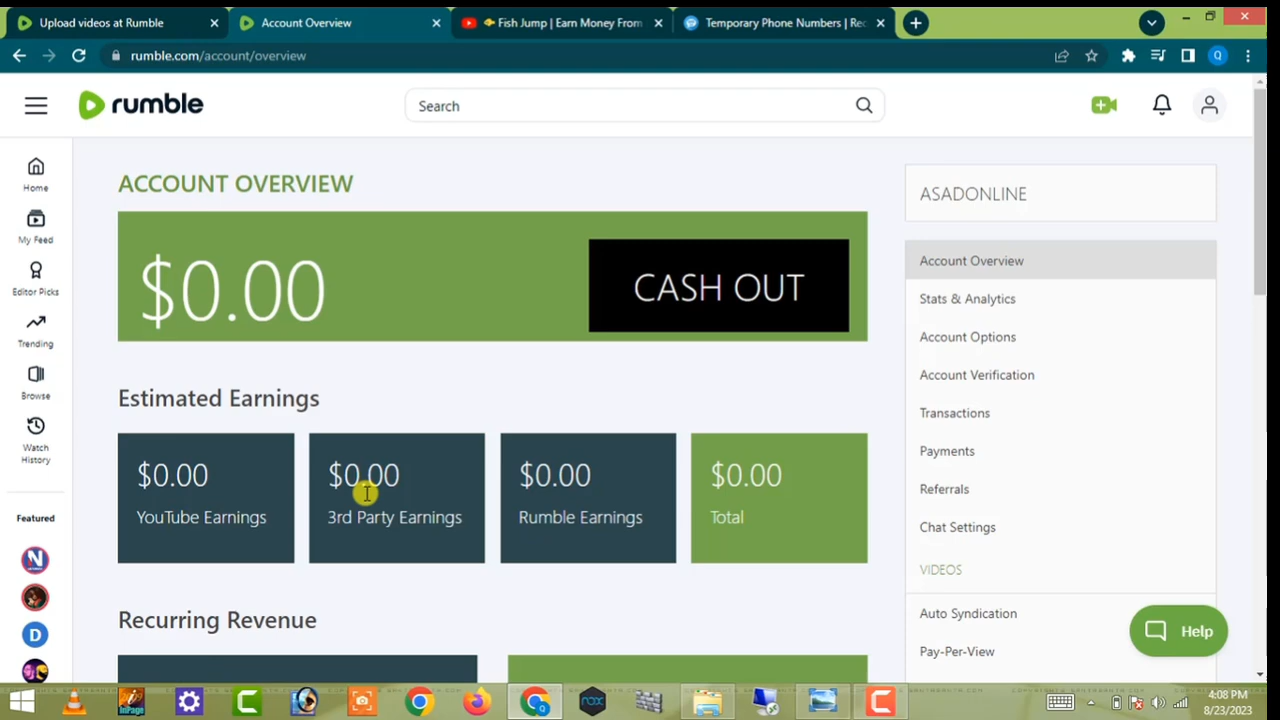 Upload videos at Rumble
Account Overview
Fish Jump | Earn Money From
Temporary Phone Numbers | Rec
rumble.com/account/overview
Q
rumble
Search
Home
My Feed
Editor Picks
Trending
Browse
Watch
History
Featured
N
D
ACCOUNT OVERVIEW
$0.00
CASH OUT
Estimated Earnings
$0.00
YouTube Earnings
$0.00
3rd Party Earnings
$0.00
Rumble Earnings
$0.00
Total
Recurring Revenue
ASADONLINE
Account Overview
Stats & Analytics
Account Options
Account Verification
Transactions
Payments
Referrals
Chat Settings
VIDEOS
Auto Syndication
Pay-Per-View
Help
InPage
nox
4:08 PM
8/23/2023